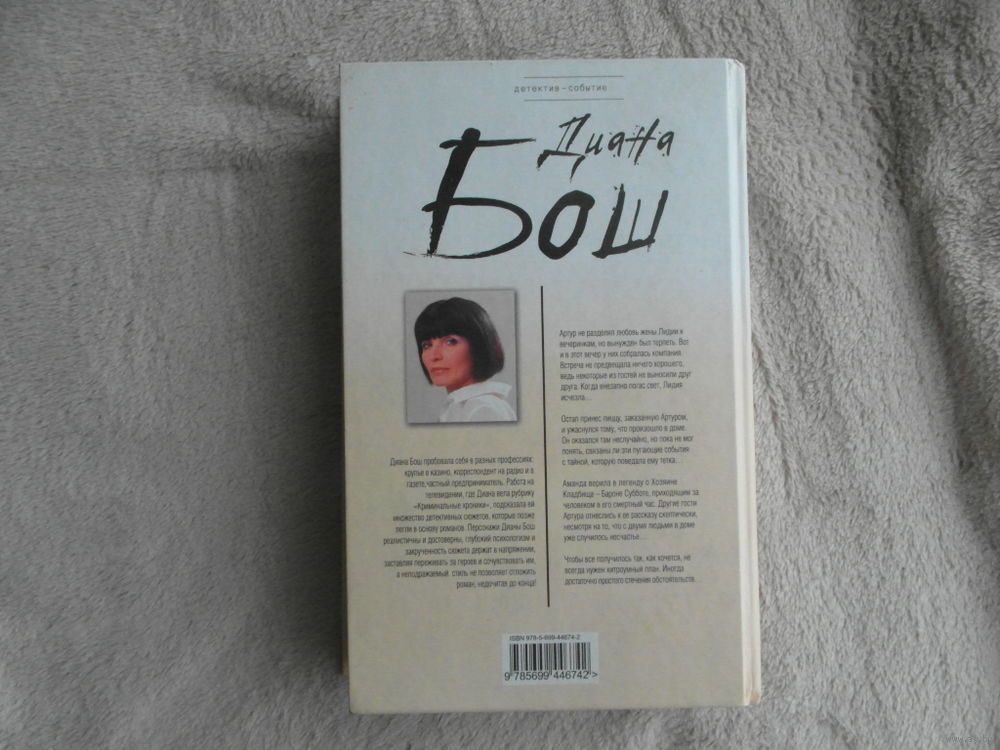 детектив-событие
Диана
Бош
Артур не разделял любовь жены Лидии к
вечеринкам, но вынужден был терпеть. Вот
и в этот вечер у них собралась компания.
Встреча не предвещала ничего хорошего,
ведь некоторые из гостей не выносили друг
друга. Когда внезапно погас свет, Лидия
исчезла...
Остап принес пиццу, заказанную Артуром,
и ужаснулся тому, что произошло в доме.
Он оказался там неслучайно, но пока не мог
понять, связаны ли эти пугающие события
с тайной, которую поведала ему тетка...
Аманда верила в легенду о Хозяине
Кладбища – Бароне Субботе, приходящим за
человеком в его смертный час. Другие гости
Артура отнеслись к ее рассказу скептически,
несмотря на то, что с двумя людьми в доме
уже случилось несчастье...
Чтобы все получилось так, как хочется, не
всегда нужен хитроумный план. Иногда
достаточно простого стечения обстоятельств...
Диана Бош пробовала себя в разных профессиях:
крупье в казино, корреспондент на радио и в
газете, частный предприниматель. Работа на
телевидении, где Диана вела рубрику
«Криминальные хроники», подсказала ей
множество детективных сюжетов, которые позже
легли в основу романов. Персонажи Дианы Бош
реалистичны и достоверны, глубокий психологизм и
закрученность сюжета держат в напряжении,
заставляя переживать за героев и сочувствовать им,
а неподражаемый стиль не позволяет отложить
роман, недочитав до конца!
ISBN 978-5-699-44674-2
9 785699 446742 >